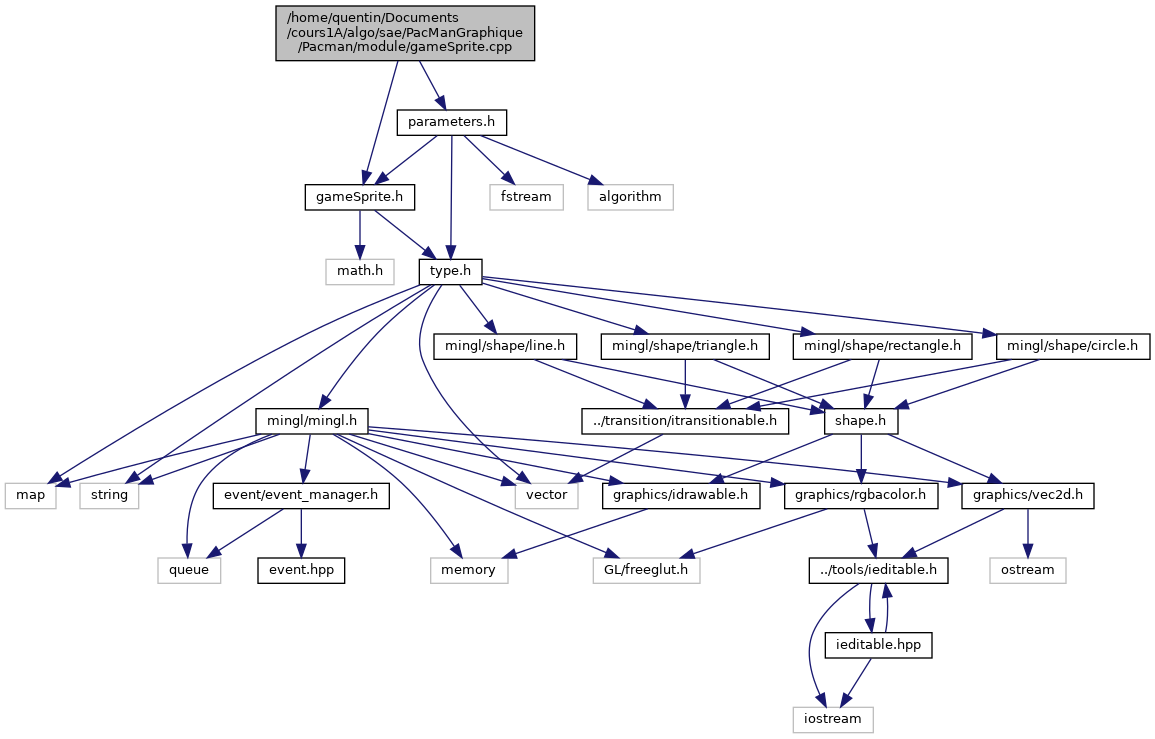 /home/quentin/Documents
/cours1A/algo/sae/PacManGraphique
/Pacman/module/gameSprite.cpp
parameters.h
gameSprite.h
fstream
algorithm
math.h
type.h
mingl/shape/line.h
mingl/shape/triangle.h
mingl/shape/rectangle.h
mingl/shape/circle.h
mingl/mingl.h
../transition/itransitionable.h
shape.h
map
string
event/event_manager.h
vector
graphics/idrawable.h
graphics/rgbacolor.h
graphics/vec2d.h
queue
event.hpp
memory
GL/freeglut.h
../tools/ieditable.h
ostream
ieditable.hpp
iostream